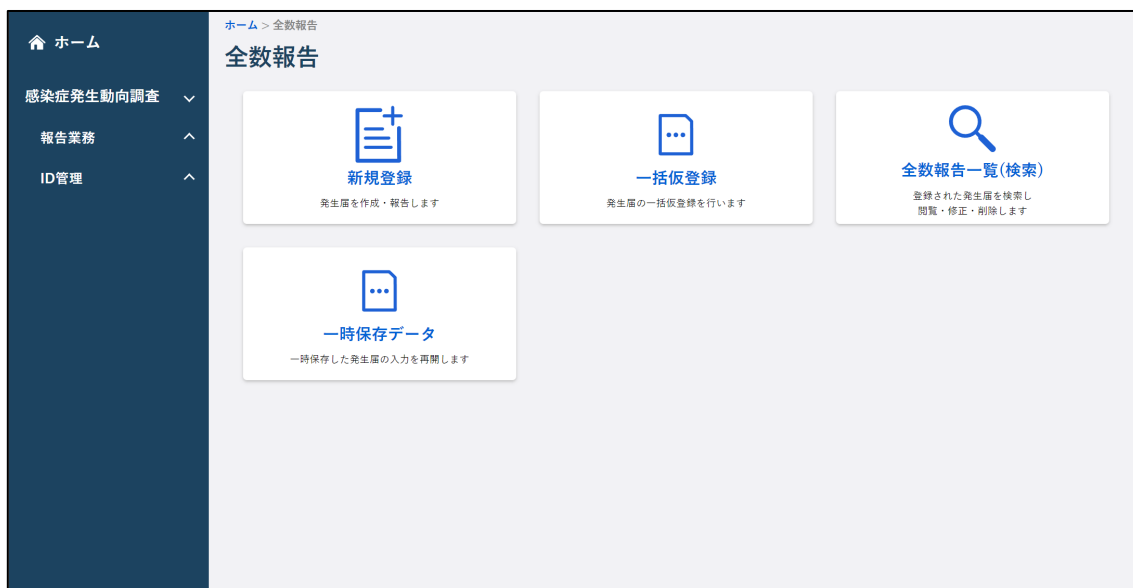 ホーム
感染症発生動向調査
報告業務
ID管理
ホーム > 全数報告
全数報告
新規登録
発生届を作成・報告します
一括仮登録
発生届の一括仮登録を行います
全数報告一覧(検索)
登録された発生届を検索し
閲覧・修正・削除します
一時保存データ
一時保存した発生届の入力を再開します